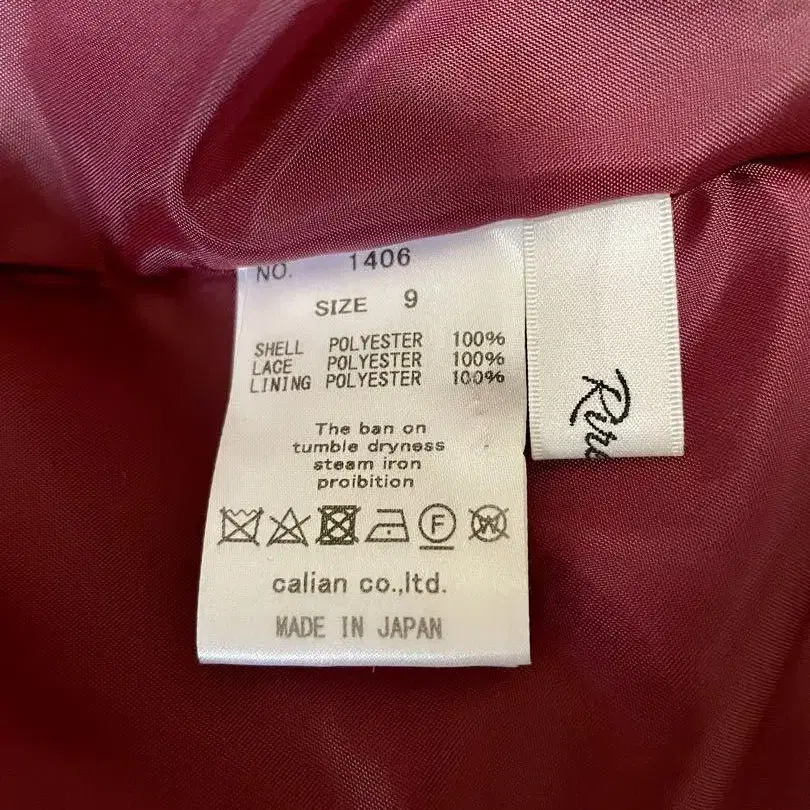 NO. 1406
SIZE 9
SHELL POLYESTER 100%
LACE POLYESTER 100%
LINING POLYESTER 100%
The ban on
tumble dryness
steam iron
proibition
F W
calian co.,ltd.
MADE IN JAPAN